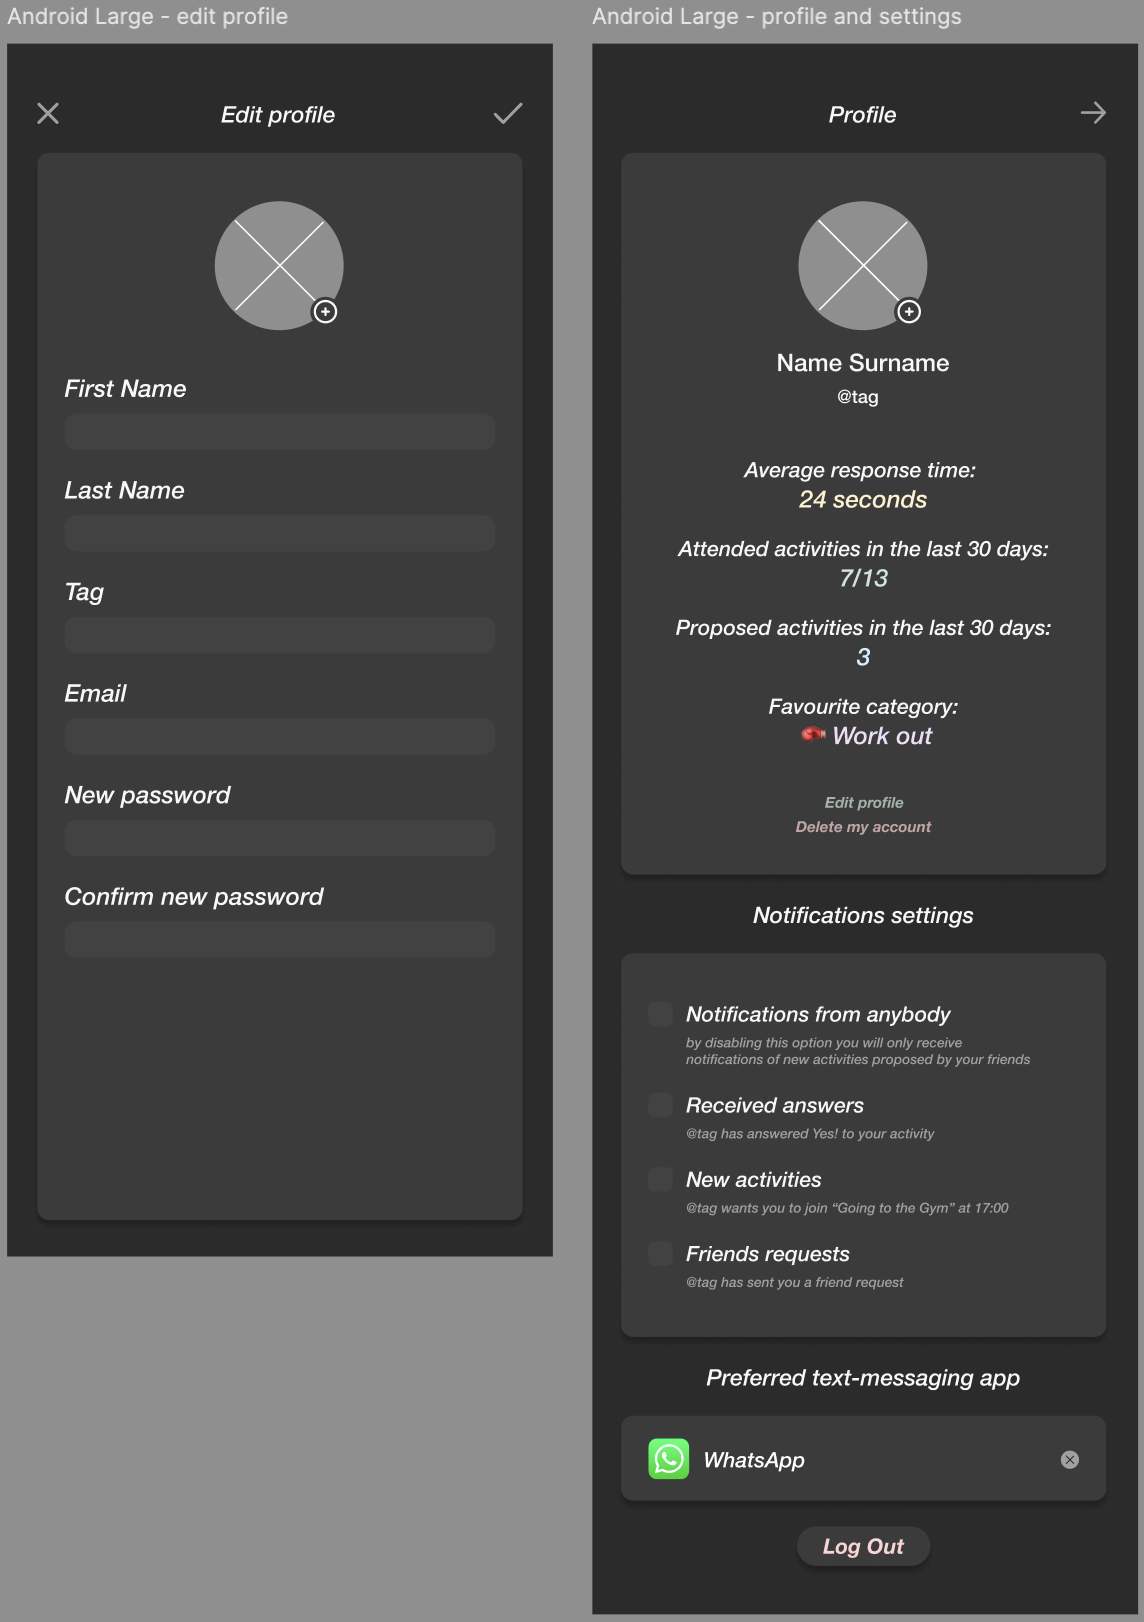 Android Large - edit profile
Edit profile
First Name
Last Name
Tag
Email
New password
Confirm new password
Android Large - profile and settings
Profile
Name Surname
@tag
Average response time:
24 seconds
Attended activities in the last 30 days:
7/13
Proposed activities in the last 30 days:
3
Favourite category:
Work out
Edit profile
Delete my account
Notifications settings
Notifications from anybody
by disabling this option you will only receive
notifications of new activities proposed by your friends
Received answers
@tag has answered Yes! to your activity
New activities
@tag wants you to join “Going to the Gym” at 17:00
Friends requests
@tag has sent you a friend request
Preferred text-messaging app
WhatsApp
Log Out